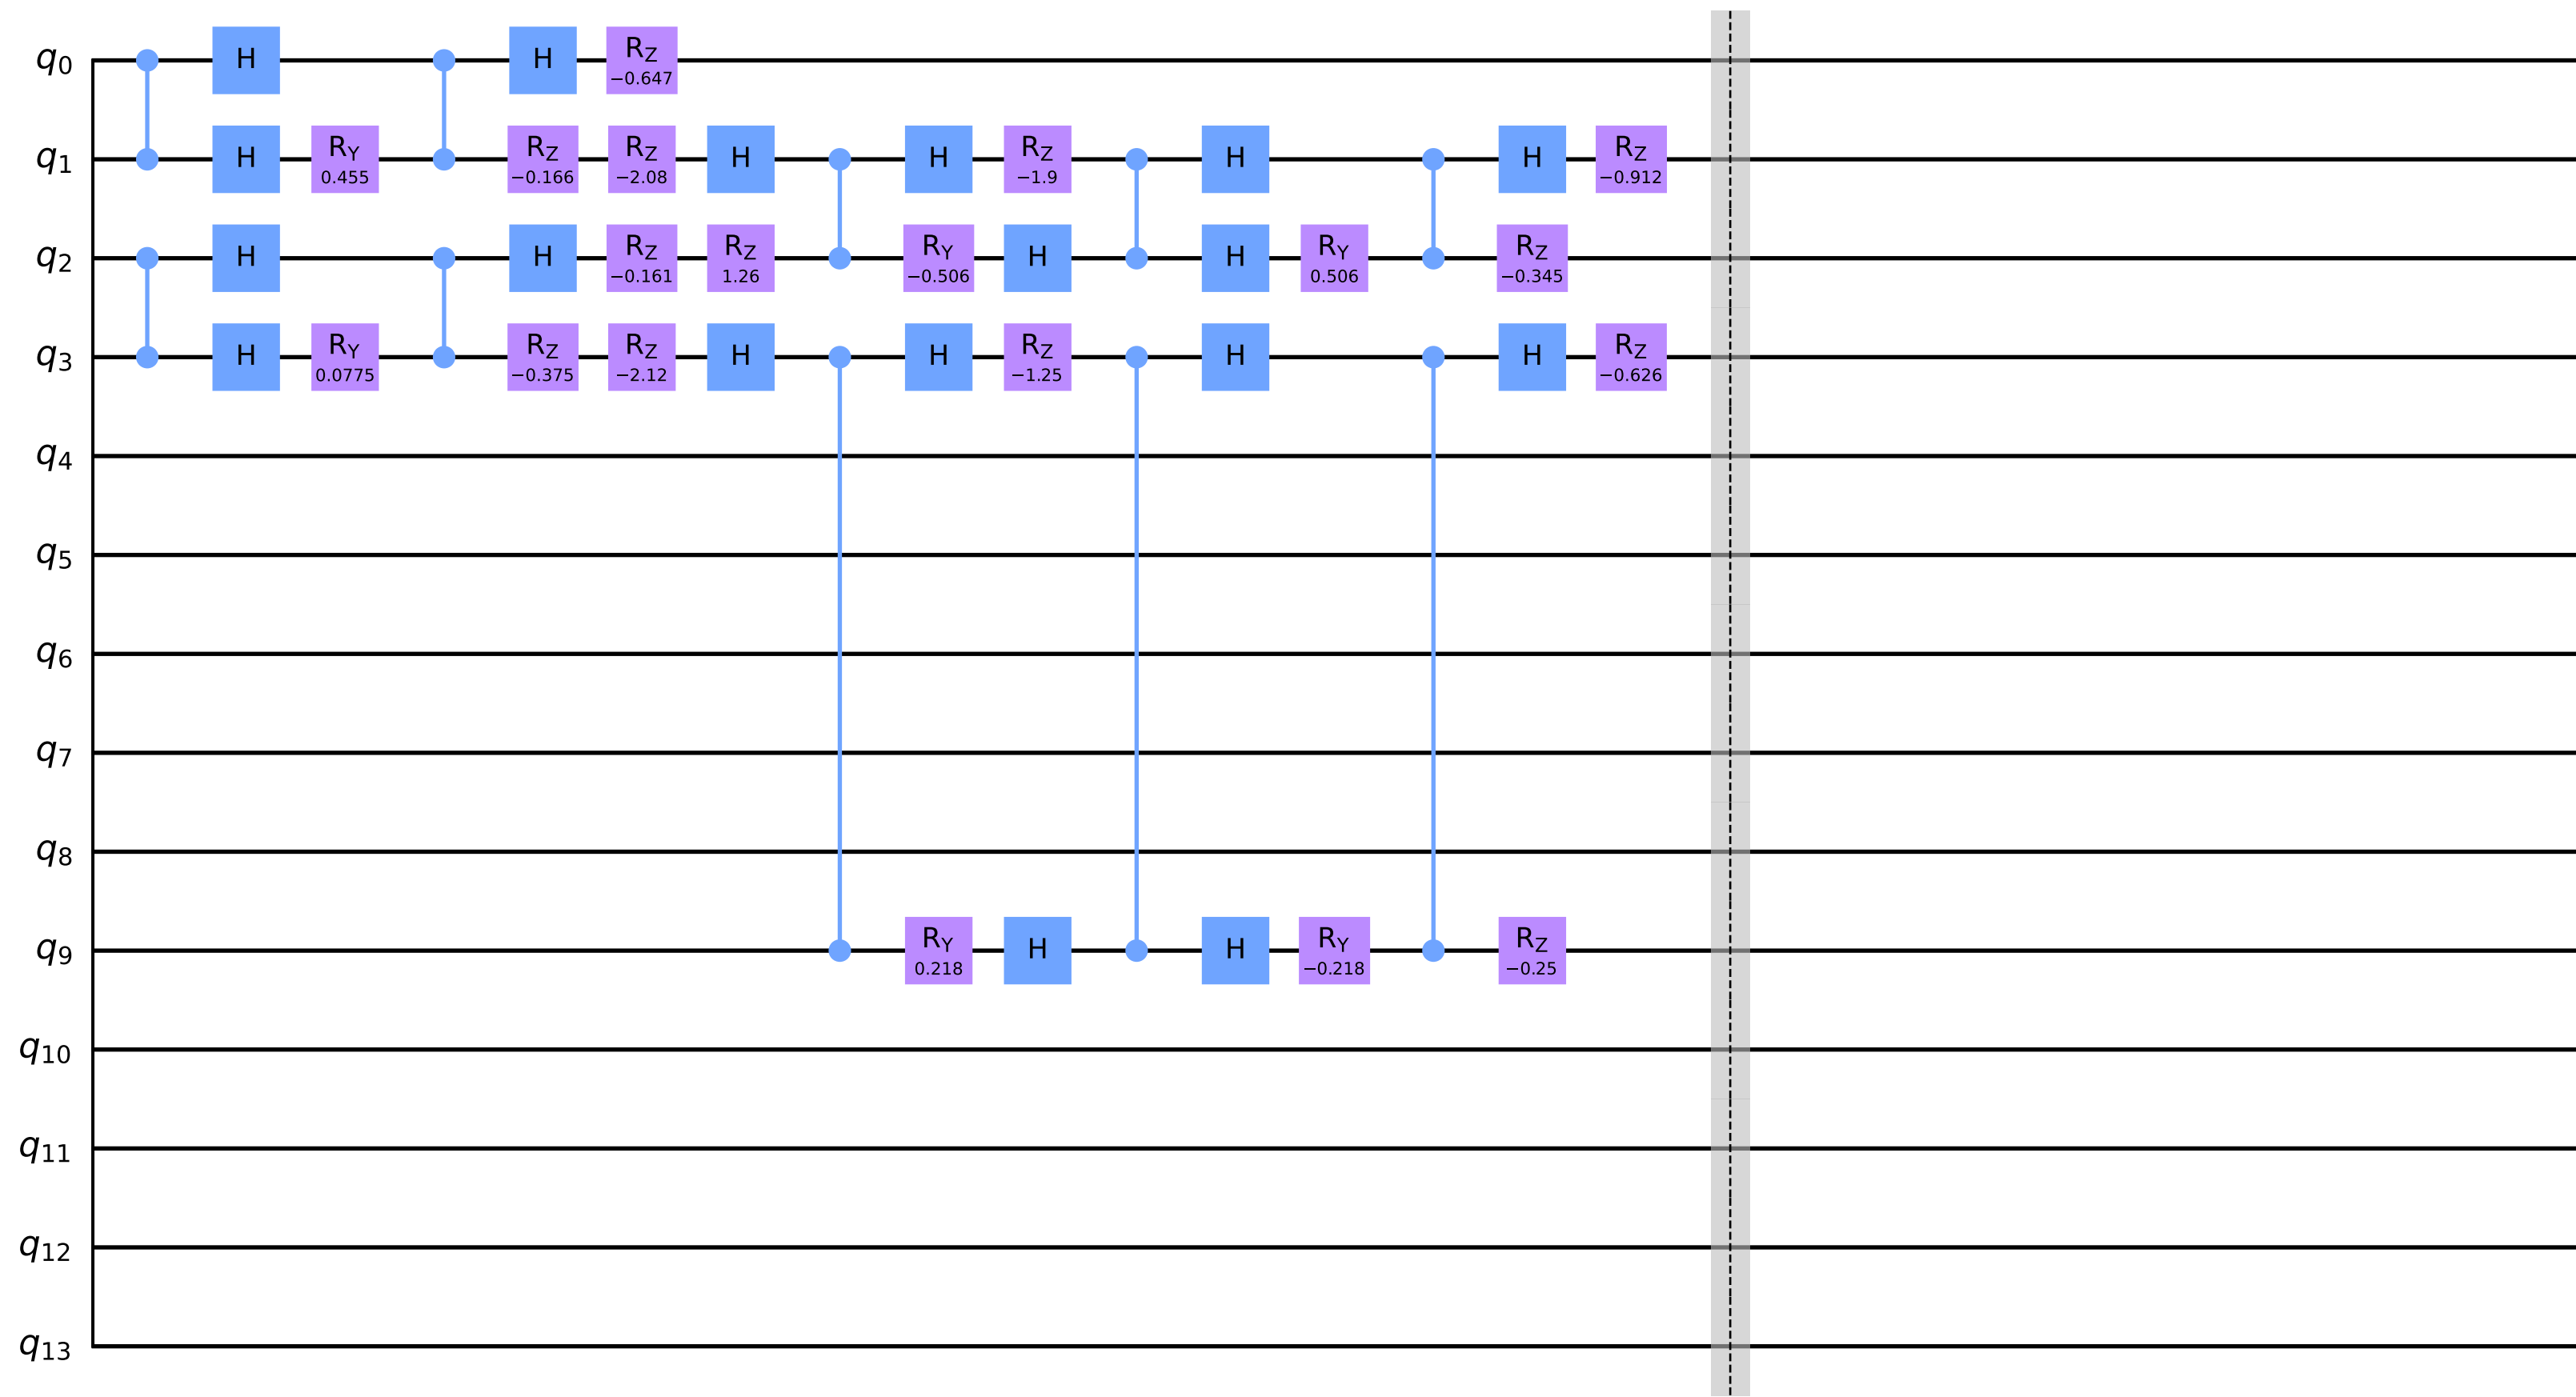 q0 H H RZ −0.647
q1 H RY 0.455 RZ −0.166 RZ −2.08 H H RZ −1.9 H H RZ −0.912
q2 H H RZ −0.161 RZ 1.26 RY −0.506 H H RY 0.506 RZ −0.345
q3 H RY 0.0775 RZ −0.375 RZ −2.12 H H RZ −1.25 H H RZ −0.626
q4
q5
q6
q7
q8
q9 RY 0.218 H H RY −0.218 RZ −0.25
q10
q11
q12
q13